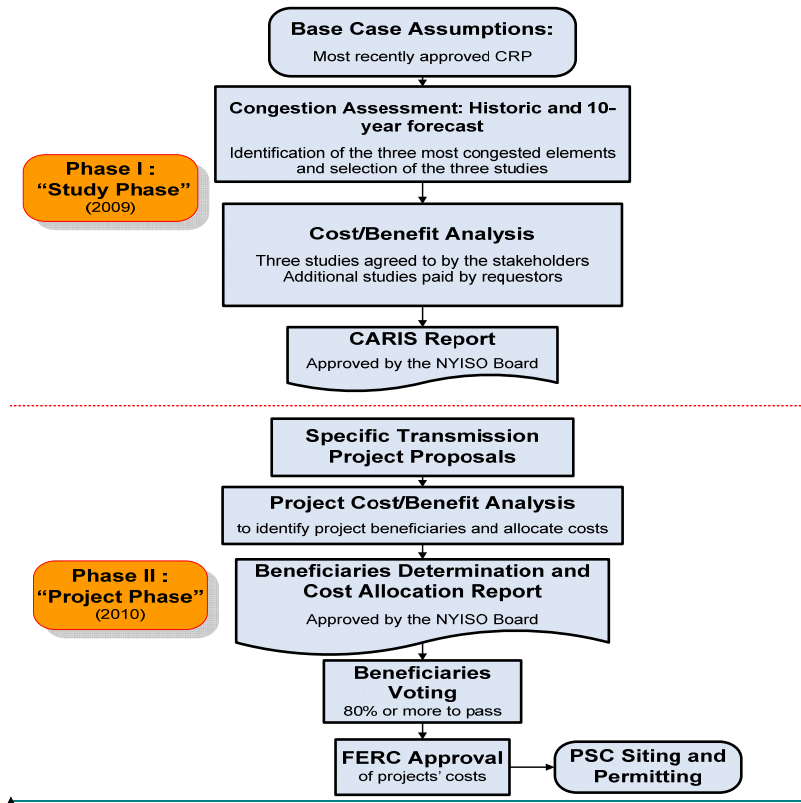 Base Case Assumptions:
Most recently approved CRP
Congestion Assessment: Historic and 10-
year forecast
Identification of the three most congested elements
and selection of the three studies
Phase I :
“Study Phase”
(2009)
Cost/Benefit Analysis
Three studies agreed to by the stakeholders
Additional studies paid by requestors
CARIS Report
Approved by the NYISO Board
Specific Transmission
Project Proposals
Project Cost/Benefit Analysis
to identify project beneficiaries and allocate costs
Phase II :
“Project Phase”
(2010)
Beneficiaries Determination and
Cost Allocation Report
Approved by the NYISO Board
Beneficiaries
Voting
80% or more to pass
FERC Approval
of projects’ costs
PSC Siting and
Permitting